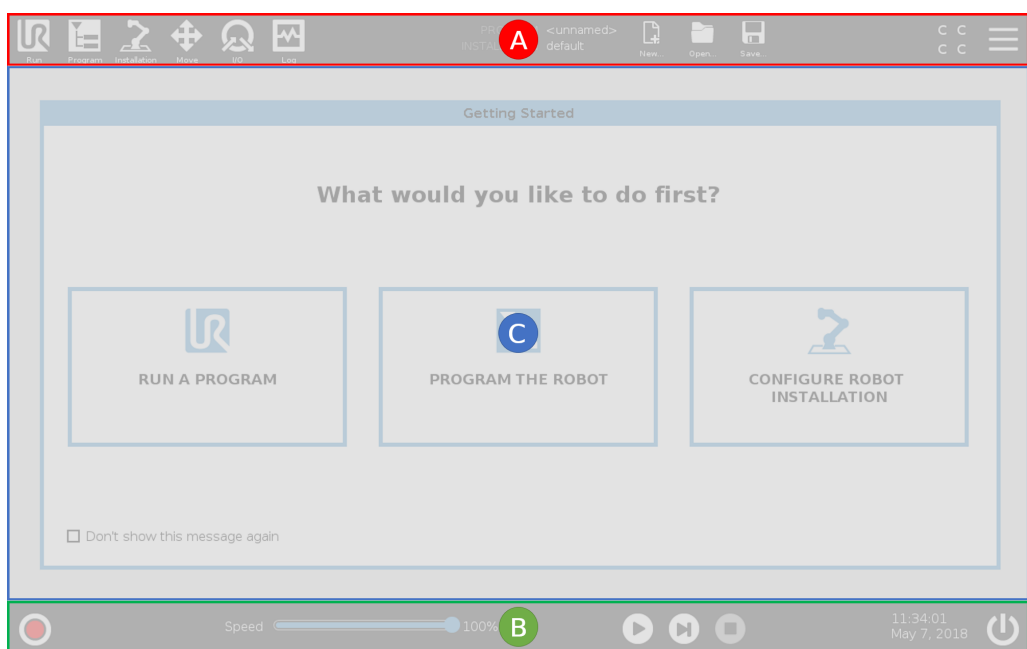 <unnamed>
A
default
C C
C C
Run
Program
Installation
Move
I/O
Log
New...
Open...
Save...
Getting Started
What would you like to do first?
C
RUN A PROGRAM
PROGRAM THE ROBOT
CONFIGURE ROBOT
INSTALLATION
Don't show this message again
Speed
100%
B
11:34:01
May 7, 2018